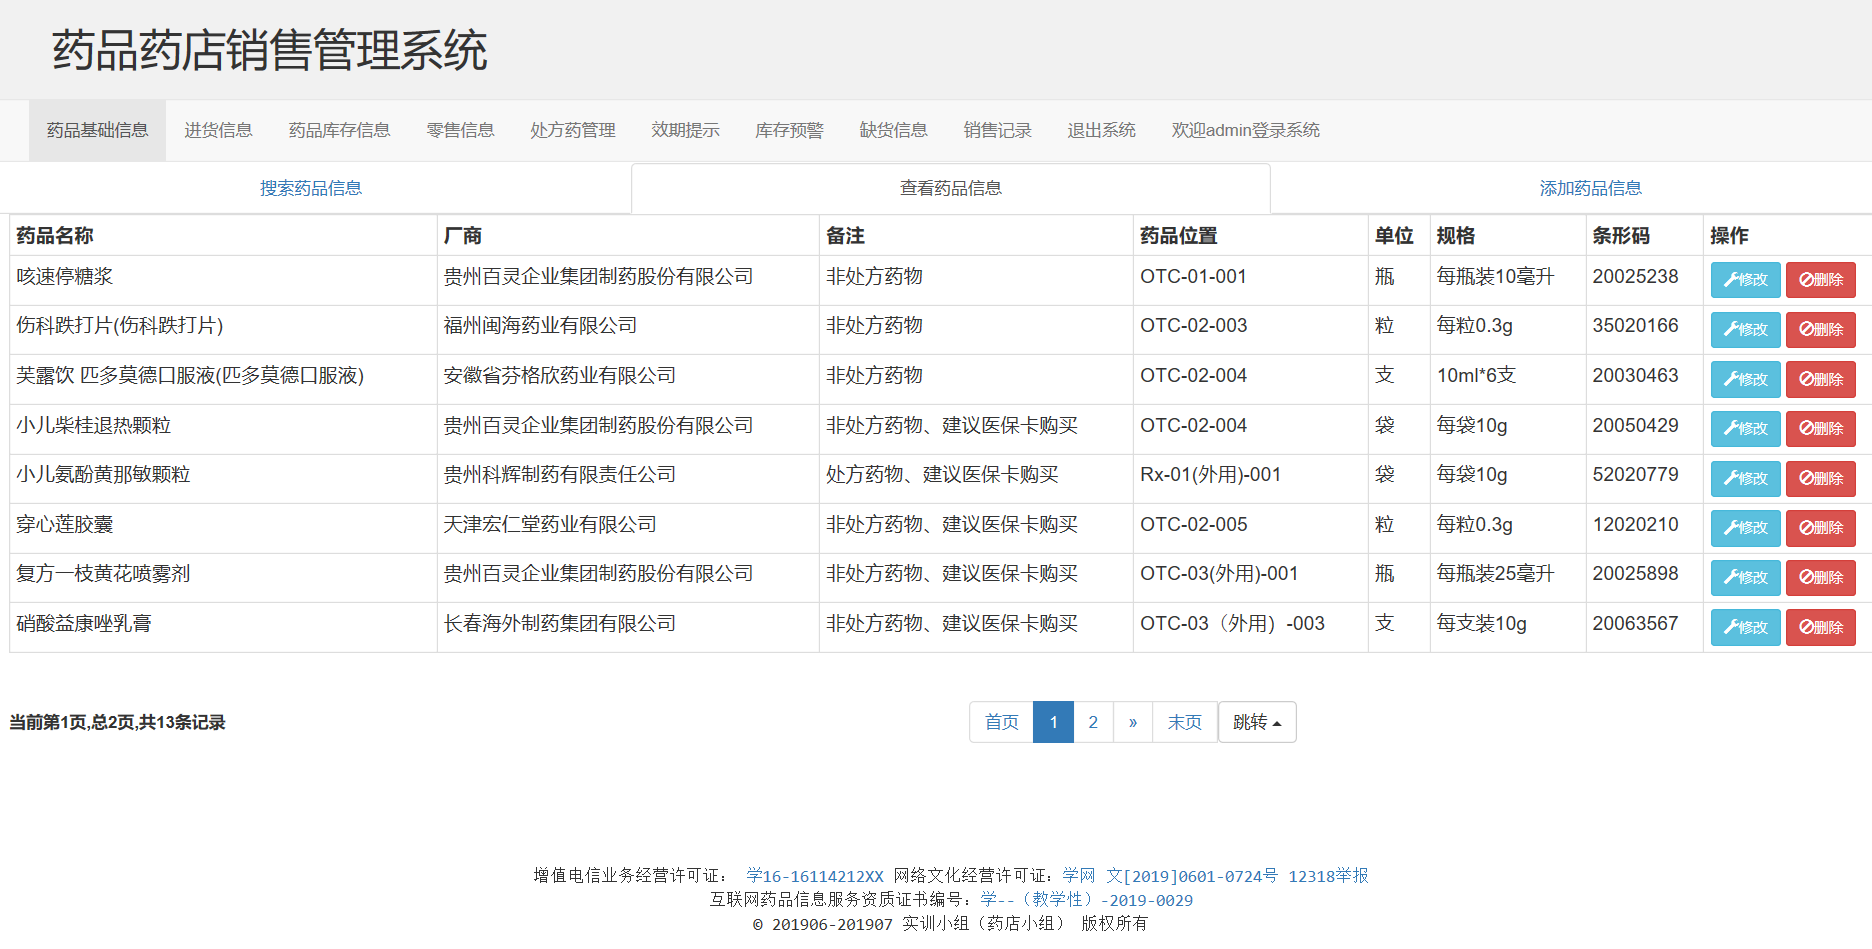 药品药店销售管理系统
药品基础信息 进货信息 药品库存信息 零售信息 处方药管理 效期提示 库存预警 缺货信息 销售记录 退出系统 欢迎admin登录系统
搜索药品信息 查看药品信息 添加药品信息
药品名称 厂商 备注 药品位置 单位 规格 条形码 操作
咳速停糖浆 贵州百灵企业集团制药股份有限公司 非处方药物 OTC-01-001 瓶 每瓶装10毫升 20025238 修改 删除
伤科跌打片(伤科跌打片) 福州闽海药业有限公司 非处方药物 OTC-02-003 粒 每粒0.3g 35020166 修改 删除
芙露饮 匹多莫德口服液(匹多莫德口服液) 安徽省芬格欣药业有限公司 非处方药物 OTC-02-004 支 10ml*6支 20030463 修改 删除
小儿柴桂退热颗粒 贵州百灵企业集团制药股份有限公司 非处方药物、建议医保卡购买 OTC-02-004 袋 每袋10g 20050429 修改 删除
小儿氨酚黄那敏颗粒 贵州科辉制药有限责任公司 处方药物、建议医保卡购买 Rx-01(外用)-001 袋 每袋10g 52020779 修改 删除
穿心莲胶囊 天津宏仁堂药业有限公司 非处方药物、建议医保卡购买 OTC-02-005 粒 每粒0.3g 12020210 修改 删除
复方一枝黄花喷雾剂 贵州百灵企业集团制药股份有限公司 非处方药物、建议医保卡购买 OTC-03(外用)-001 瓶 每瓶装25毫升 20025898 修改 删除
硝酸益康唑乳膏 长春海外制药集团有限公司 非处方药物、建议医保卡购买 OTC-03（外用）-003 支 每支装10g 20063567 修改 删除
当前第1页,总2页,共13条记录 首页 1 2 » 末页 跳转
增值电信业务经营许可证： 学16-16114212XX 网络文化经营许可证：学网 文[2019]0601-0724号 12318举报
互联网药品信息服务资质证书编号：学--（教学性）-2019-0029
© 201906-201907 实训小组（药店小组） 版权所有